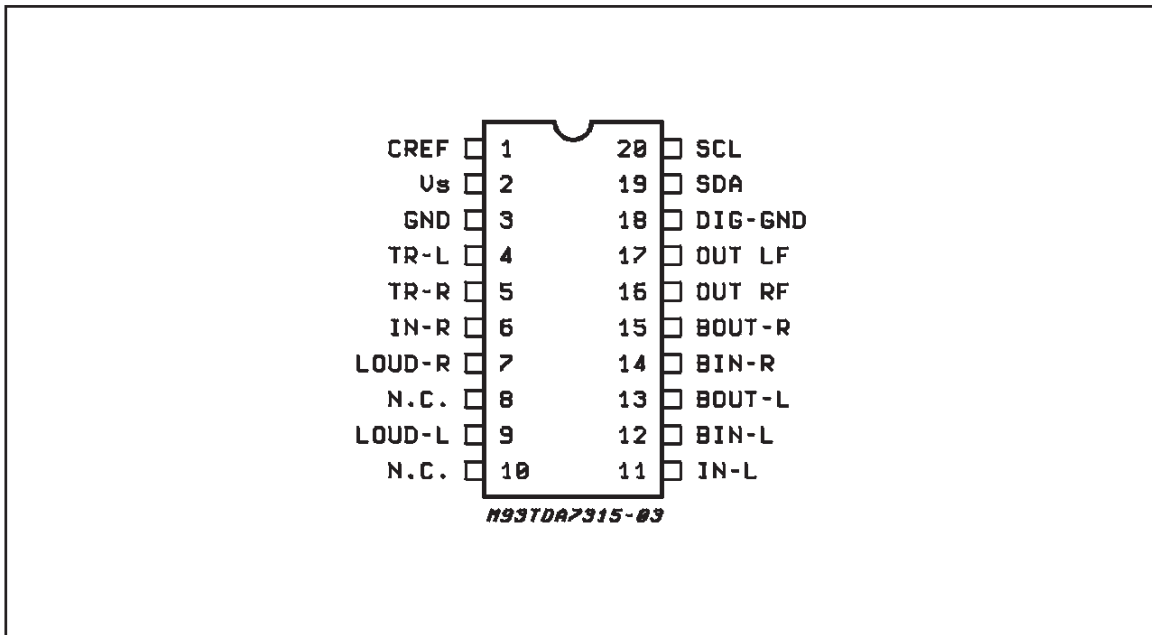 CREF 1 20 SCL
Vs 2 19 SDA
GND 3 18 DIG-GND
TR-L 4 17 OUT LF
TR-R 5 16 OUT RF
IN-R 6 15 BOUT-R
LOUD-R 7 14 BIN-R
N.C. 8 13 BOUT-L
LOUD-L 9 12 BIN-L
N.C. 10 11 IN-L
M93TDA7315-03